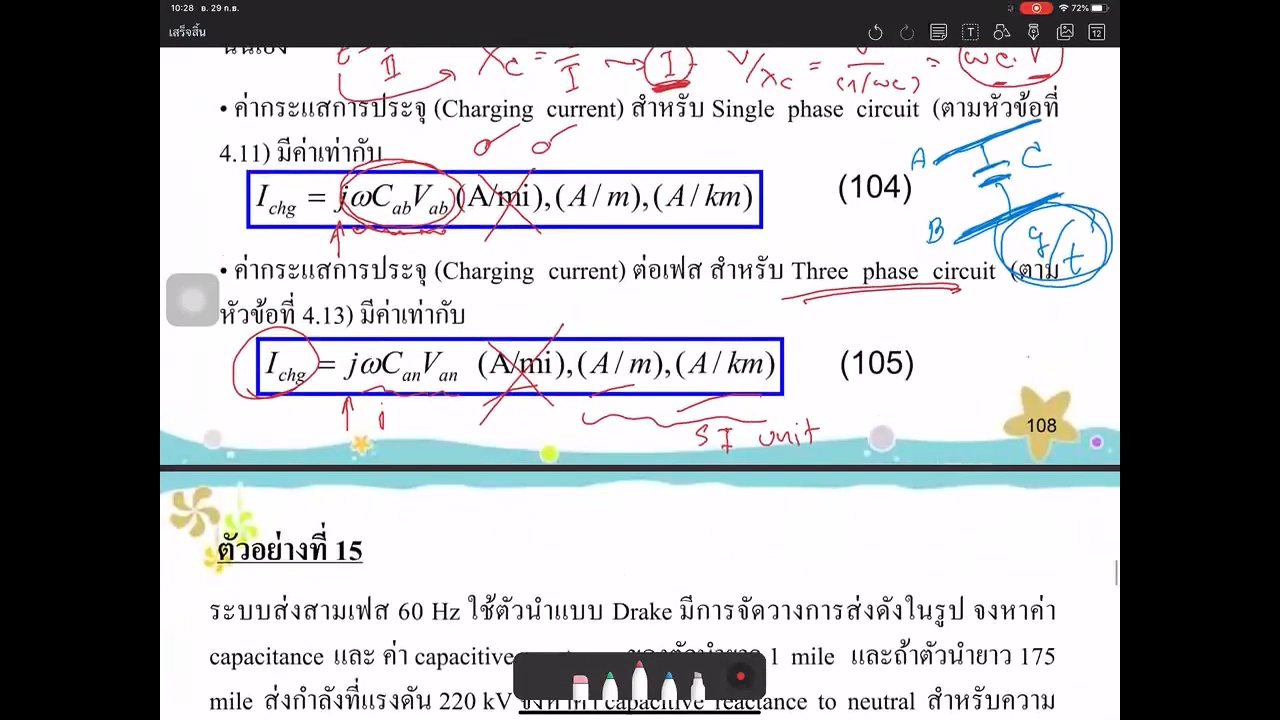 10:28 อ. 29 ก.ย.
72%
เสร็จสิ้น
X_C = I → I V/X_C = (1/ωC) = ωC·V
• ค่ากระแสการประจุ (Charging current) สำหรับ Single phase circuit (ตามหัวข้อที่
4.11) มีค่าเท่ากับ
I_chg = jωC_ab V_ab (A/mi), (A/m), (A/km)
(104)
A
C
B
q/t
• ค่ากระแสการประจุ (Charging current) ต่อเฟส สำหรับ Three phase circuit (ตาม
หัวข้อที่ 4.13) มีค่าเท่ากับ
I_chg = jωC_an V_an (A/mi), (A/m), (A/km)
(105)
SI unit
108
ตัวอย่างที่ 15
ระบบส่งสามเฟส 60 Hz ใช้ตัวนำแบบ Drake มีการจัดวางการส่งดังในรูป จงหาค่า
capacitance และ ค่า capacitive 1 mile และถ้าตัวนำยาว 175
mile ส่งกำลังที่แรงดัน 220 kV จงหาค่า capacitive reactance to neutral สำหรับความ